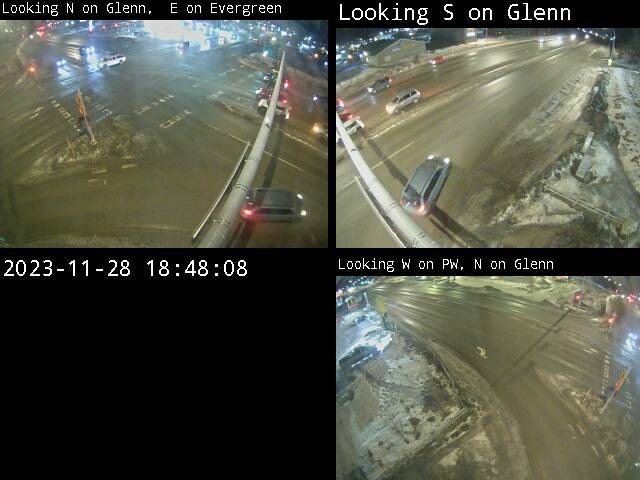 Looking N on Glenn,  E on Evergreen
Looking S on Glenn
2023-11-28 18:48:08
Looking W on PW, N on Glenn